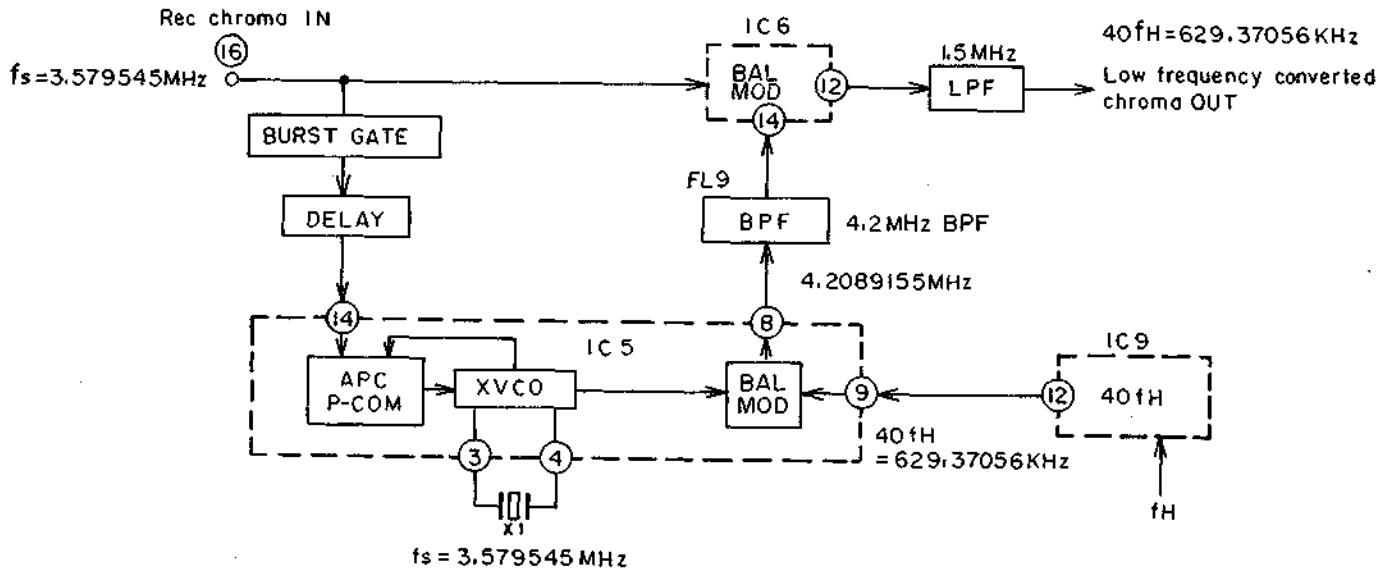 Rec chroma IN
16
fs=3.579545MHz
BURST GATE
DELAY
14
IC5
APC
P-COM
XVCO
3
4
X1
fs = 3.579545MHz
BAL
MOD
8
9
40fH
=629.37056KHz
4.2089155MHz
FL9
BPF
4.2MHz BPF
IC6
BAL
MOD
14
12
1.5MHz
LPF
40fH=629.37056KHz
Low frequency converted
chroma OUT
IC9
12
40fH
fH